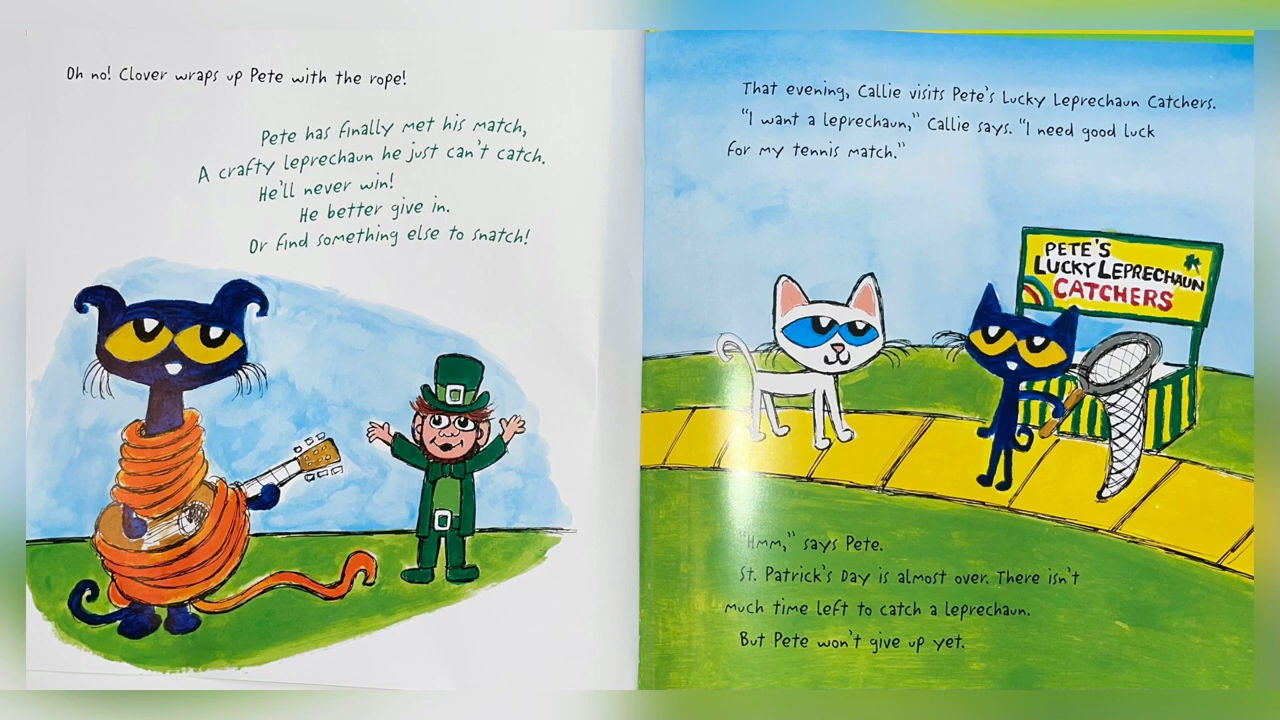 Oh no! Clover wraps up Pete with the rope!
Pete has finally met his match,
A crafty leprechaun he just can't catch.
He'll never win!
He better give in.
Or find something else to snatch!
That evening, Callie visits Pete's Lucky Leprechaun Catchers.
"I want a leprechaun," Callie says. "I need good luck
for my tennis match."
PETE'S
LUCKY LEPRECHAUN
CATCHERS
"Hmm," says Pete.
St. Patrick's Day is almost over. There isn't
much time left to catch a leprechaun.
But Pete won't give up yet.